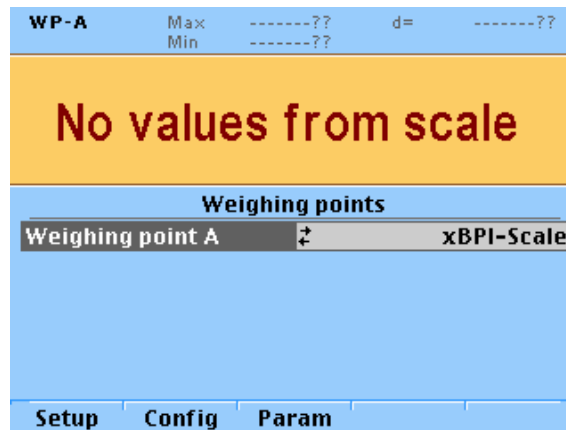 WP-A Max -------?? d= -------??
Min -------??
No values from scale
Weighing points
Weighing point A xBPI-Scale
Setup Config Param